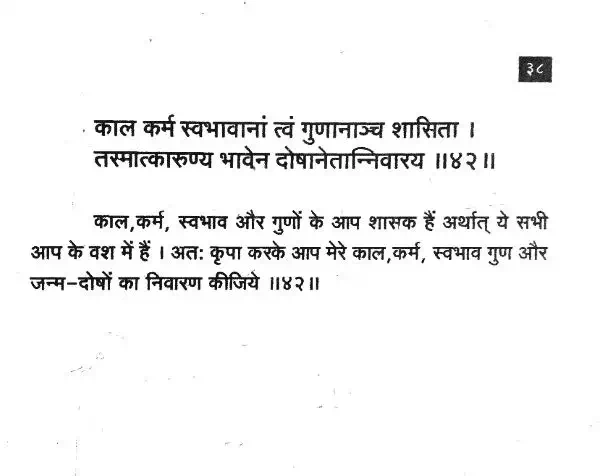 ३८
काल कर्म स्वभावानां त्वं गुणानाञ्च शासिता ।
तस्मात्कारुण्य भावेन दोषानेतान्निवारय ॥४२॥
काल,कर्म, स्वभाव और गुणों के आप शासक हैं अर्थात् ये सभी
आप के वश में हैं । अतः कृपा करके आप मेरे काल,कर्म, स्वभाव गुण और
जन्म-दोषों का निवारण कीजिये ॥४२॥